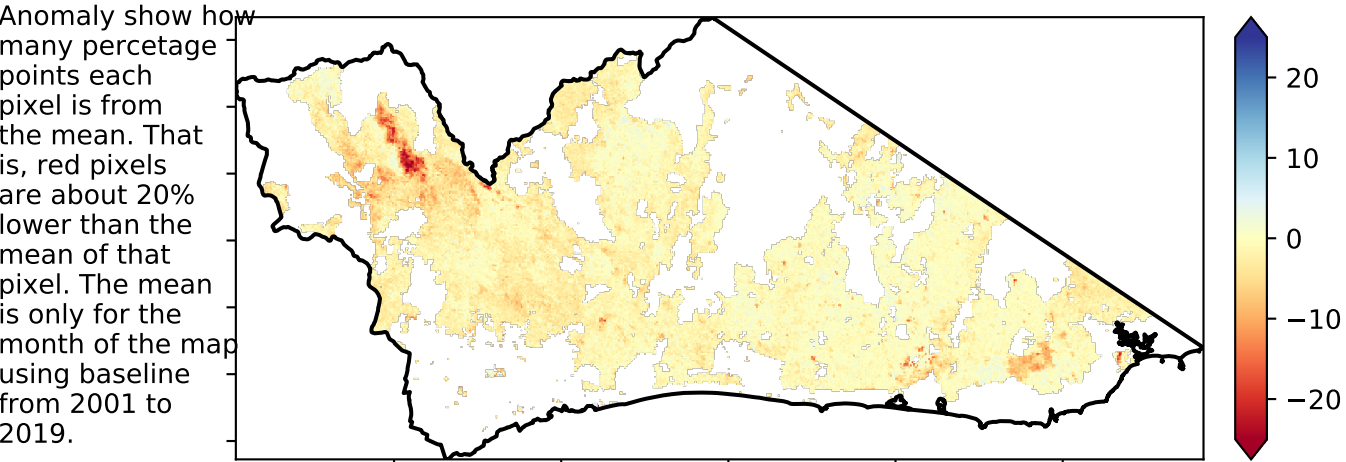 Anomaly show how
many percetage
points each
pixel is from
the mean. That
is, red pixels
are about 20%
lower than the
mean of that
pixel. The mean
is only for the
month of the map
using baseline
from 2001 to
2019.
20
10
0
−10
−20